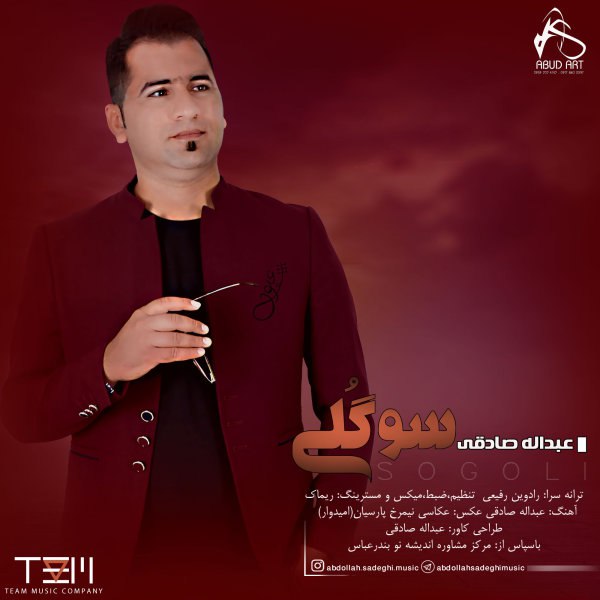 ABUD ART
سوگلی
عبداله صادقی
SOGOLI
ترانه سرا: رادوین رفیعی تنظیم،ضبط،میکس و مسترینگ: ریماک
آهنگ: عبداله صادقی عکس: عکاسی نیمرخ پارسیان(امیدوار)
طراحی کاور: عبداله صادقی
باسپاس از: مرکز مشاوره اندیشه نو بندرعباس
abdollah.sadeghi.music abdollahsadeghimusic
TEAM
TEAM MUSIC COMPANY